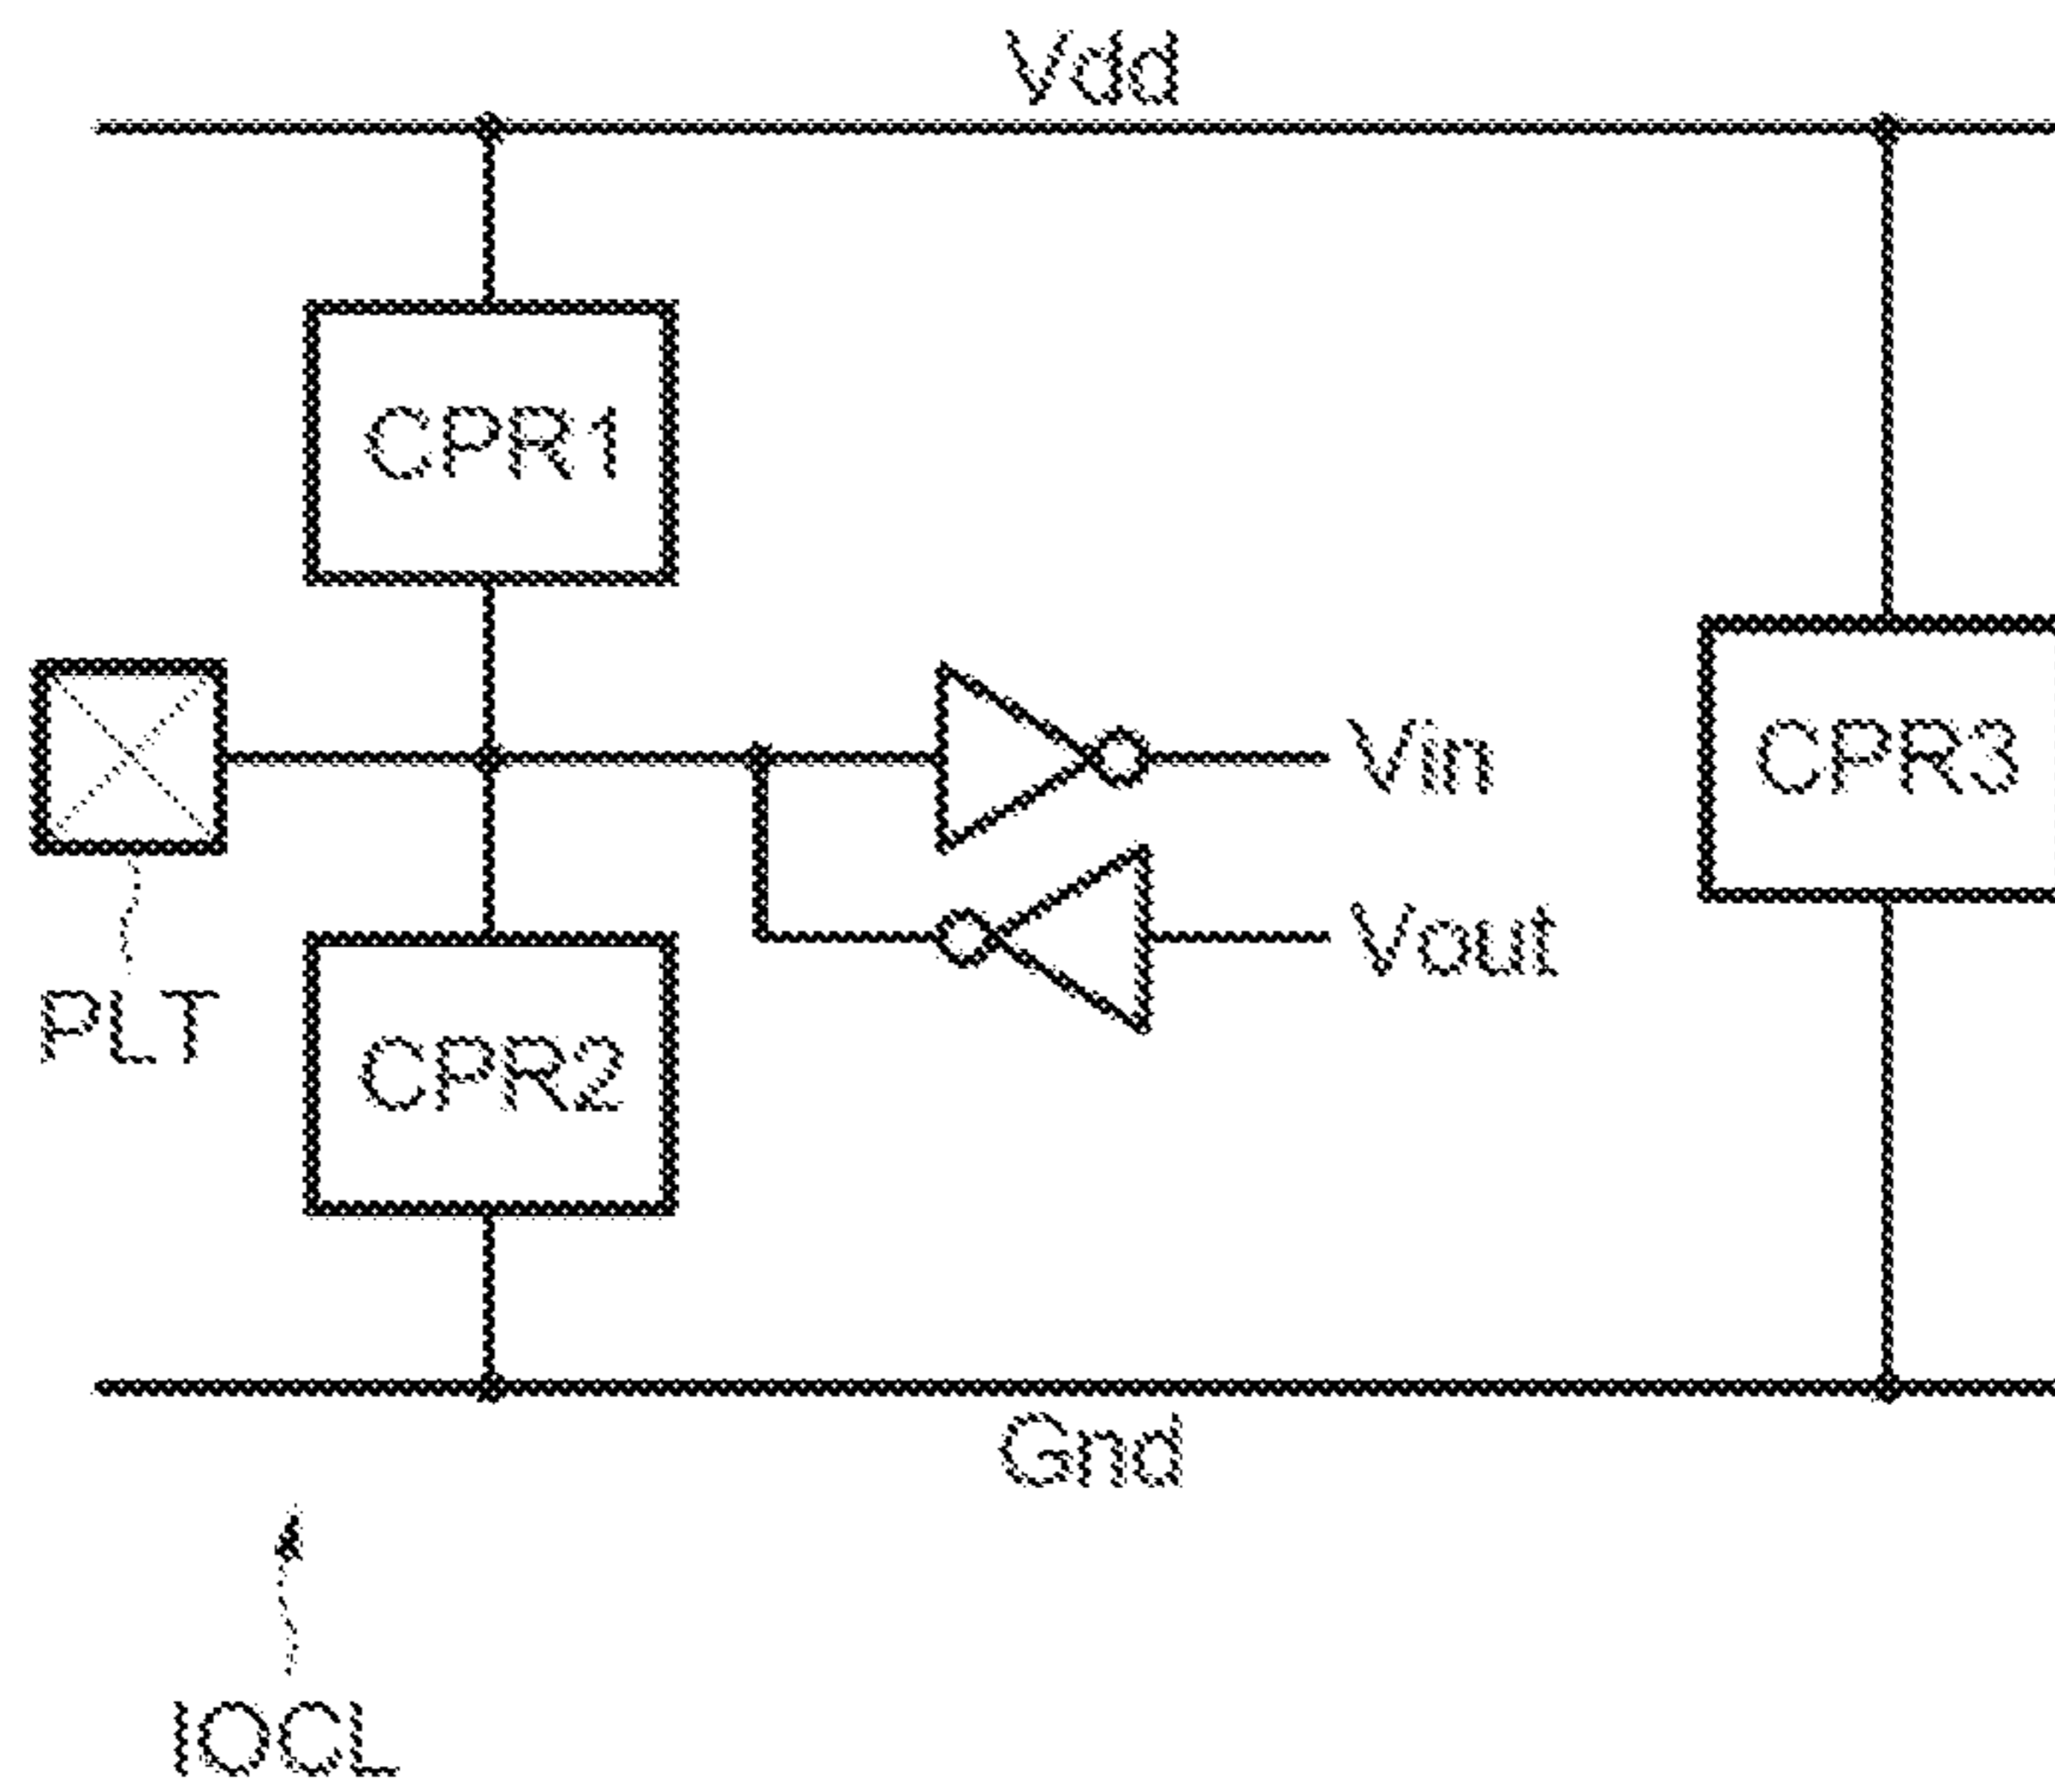 Vdd
CPR1
Vin
CPR3
Vout
PLT
CPR2
Gnd
IOCL